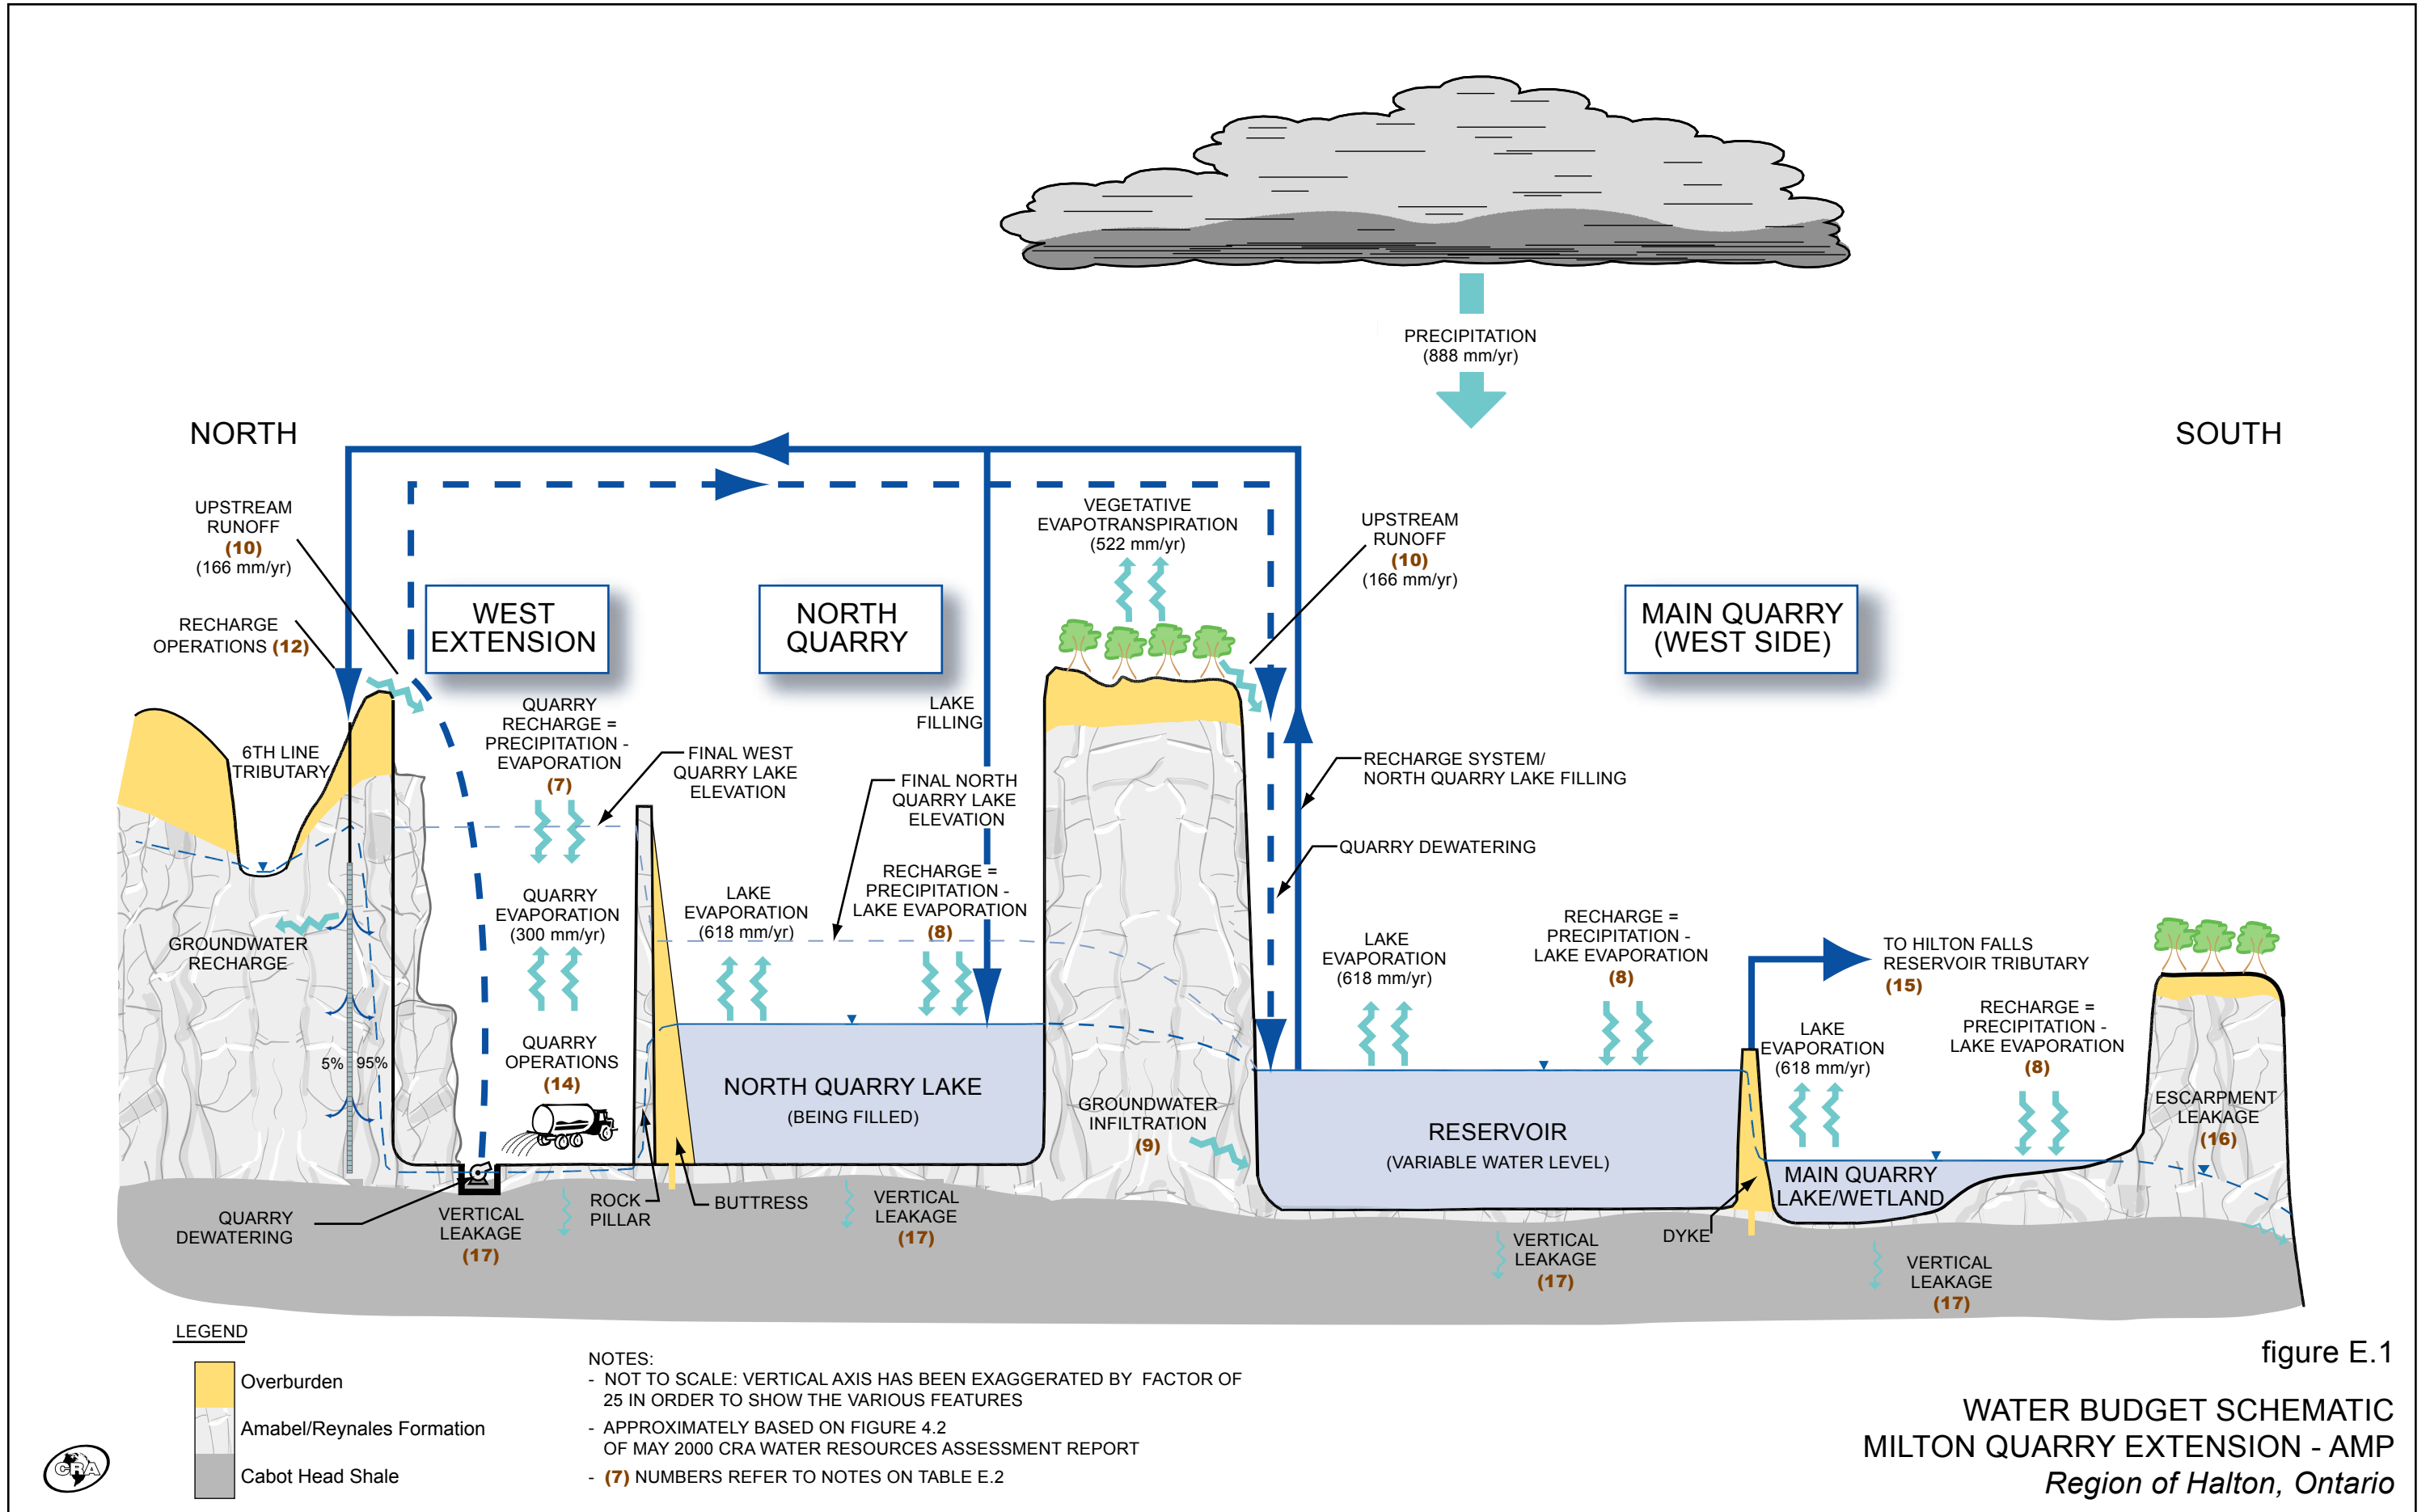 PRECIPITATION
(888 mm/yr)
NORTH
SOUTH
UPSTREAM
RUNOFF
(10)
(166 mm/yr)
RECHARGE
OPERATIONS (12)
WEST
EXTENSION
NORTH
QUARRY
VEGETATIVE
EVAPOTRANSPIRATION
(522 mm/yr)
UPSTREAM
RUNOFF
(10)
(166 mm/yr)
MAIN QUARRY
(WEST SIDE)
6TH LINE
TRIBUTARY
QUARRY
RECHARGE =
PRECIPITATION -
EVAPORATION
(7)
FINAL WEST
QUARRY LAKE
ELEVATION
LAKE
FILLING
FINAL NORTH
QUARRY LAKE
ELEVATION
RECHARGE SYSTEM/
NORTH QUARRY LAKE FILLING
QUARRY DEWATERING
GROUNDWATER
RECHARGE
QUARRY
EVAPORATION
(300 mm/yr)
LAKE
EVAPORATION
(618 mm/yr)
RECHARGE =
PRECIPITATION -
LAKE EVAPORATION
(8)
LAKE
EVAPORATION
(618 mm/yr)
RECHARGE =
PRECIPITATION -
LAKE EVAPORATION
(8)
TO HILTON FALLS
RESERVOIR TRIBUTARY
(15)
LAKE
EVAPORATION
(618 mm/yr)
RECHARGE =
PRECIPITATION -
LAKE EVAPORATION
(8)
5% 95%
QUARRY
OPERATIONS
(14)
NORTH QUARRY LAKE
(BEING FILLED)
GROUNDWATER
INFILTRATION
(9)
RESERVOIR
(VARIABLE WATER LEVEL)
MAIN QUARRY
LAKE/WETLAND
ESCARPMENT
LEAKAGE
(16)
QUARRY
DEWATERING
VERTICAL
LEAKAGE
(17)
ROCK
PILLAR
BUTTRESS
VERTICAL
LEAKAGE
(17)
VERTICAL
LEAKAGE
(17)
DYKE
VERTICAL
LEAKAGE
(17)
LEGEND
Overburden
Amabel/Reynales Formation
Cabot Head Shale
NOTES:
- NOT TO SCALE: VERTICAL AXIS HAS BEEN EXAGGERATED BY FACTOR OF
25 IN ORDER TO SHOW THE VARIOUS FEATURES
- APPROXIMATELY BASED ON FIGURE 4.2
OF MAY 2000 CRA WATER RESOURCES ASSESSMENT REPORT
- (7) NUMBERS REFER TO NOTES ON TABLE E.2
CRA
figure E.1
WATER BUDGET SCHEMATIC
MILTON QUARRY EXTENSION - AMP
Region of Halton, Ontario